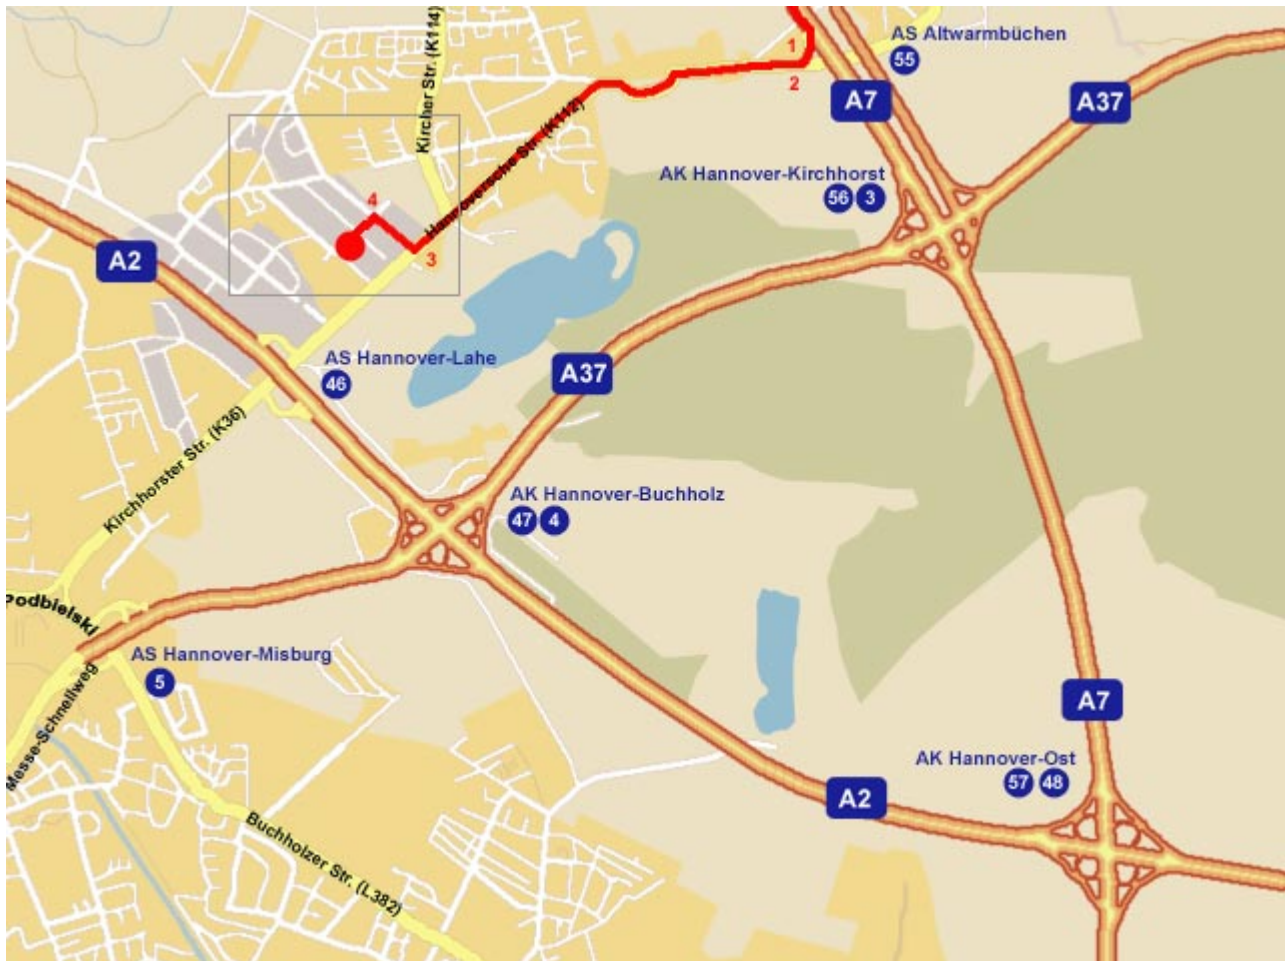 AS Altwarmbüchen
55
1
2
A7
A37
Kircher Str. (K114)
Hannoversche Str. (K112)
AK Hannover-Kirchhorst
56 3
4
3
A2
AS Hannover-Lahe
46
A37
Kirchhorster Str. (K36)
AK Hannover-Buchholz
47 4
Podbielski
AS Hannover-Misburg
5
Messe-Schnellweg
A7
AK Hannover-Ost
57 48
A2
Buchholzer Str. (L382)